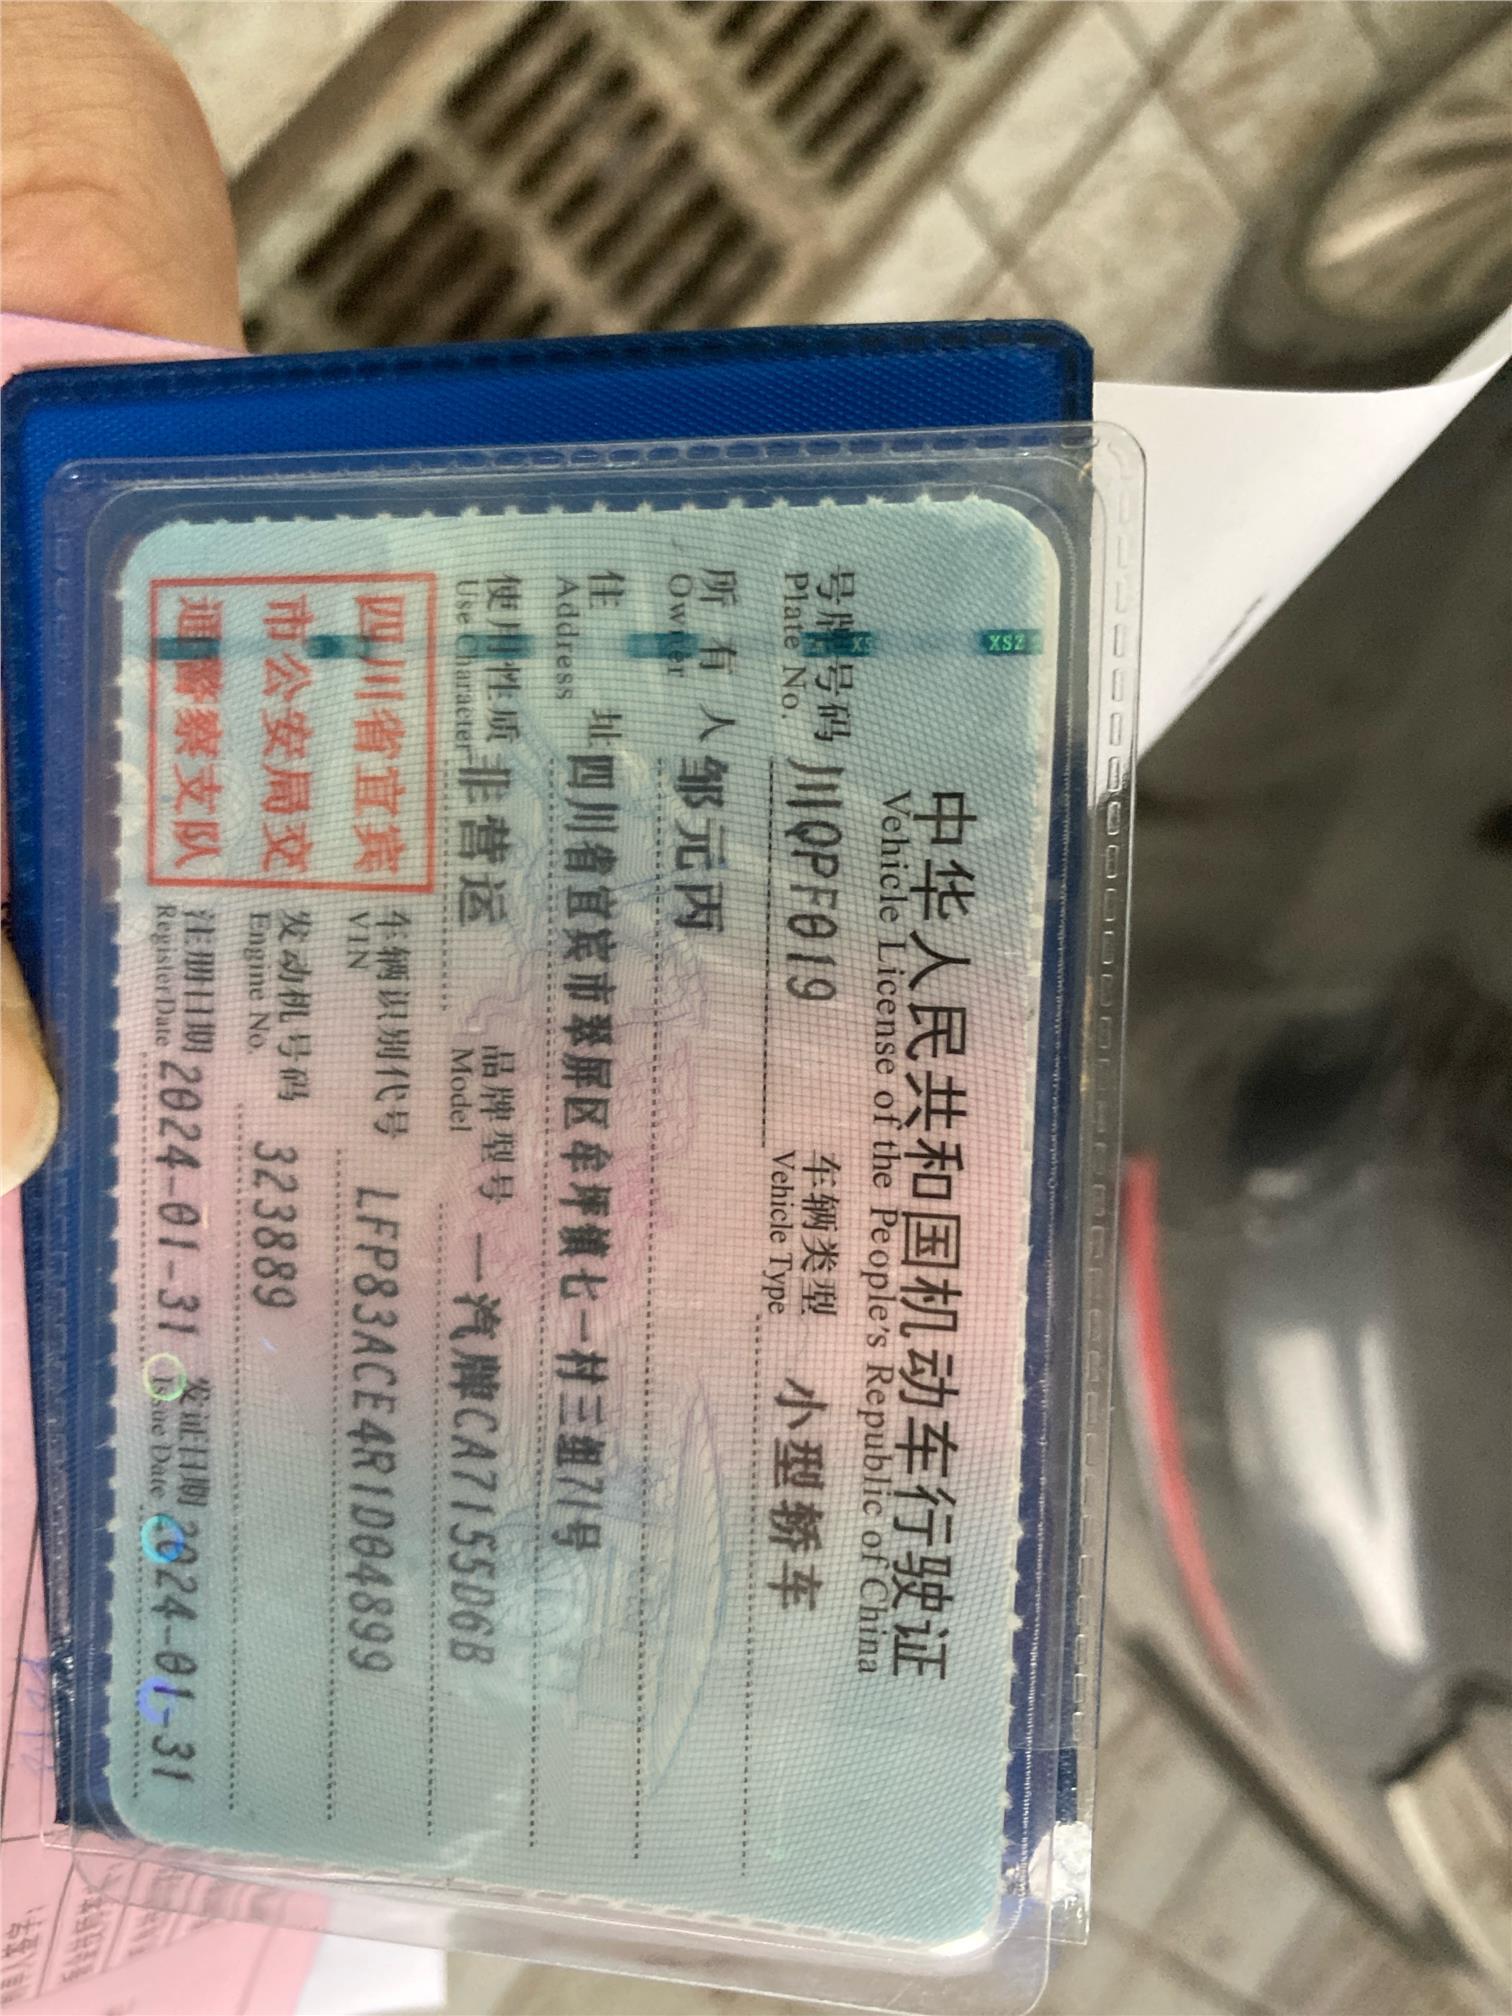 中华人民共和国机动车行驶证
Vehicle License of the People's Republic of China
号牌号码 川QPF019 车辆类型 小型轿车
Plate No. Vehicle Type
所有人 邹元丙
Owner
住址 四川省宜宾市翠屏区牟坪镇七一村三组71号
Address
使用性质 非营运 品牌型号 一汽牌CA7155D6B
Use Character Model
四川省宜宾
市公安局交
通警察支队
车辆识别代号 LFP83ACE4R1D04899
VIN
发动机号码 323889
Engine No.
注册日期 2024-01-31 发证日期 2024-01-31
Register Date Issue Date
XSZ